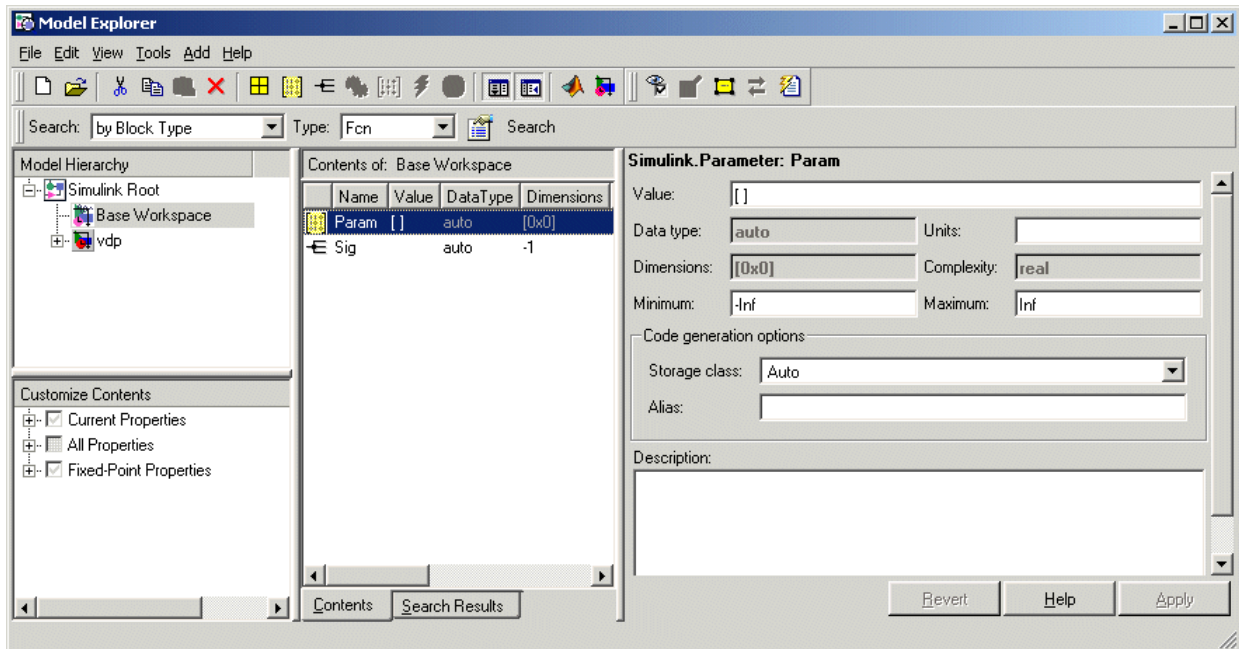 Model Explorer
File Edit View Tools Add Help
Search: by Block Type Type: Fcn Search
Model Hierarchy
Simulink Root
Base Workspace
vdp
Customize Contents
Current Properties
All Properties
Fixed-Point Properties
Contents of: Base Workspace
Name Value DataType Dimensions
Param [ ] auto [0x0]
Sig auto -1
Contents Search Results
Simulink.Parameter: Param
Value: [ ]
Data type: auto Units:
Dimensions: [0x0] Complexity: real
Minimum: -Inf Maximum: Inf
Code generation options
Storage class: Auto
Alias:
Description:
Revert Help Apply